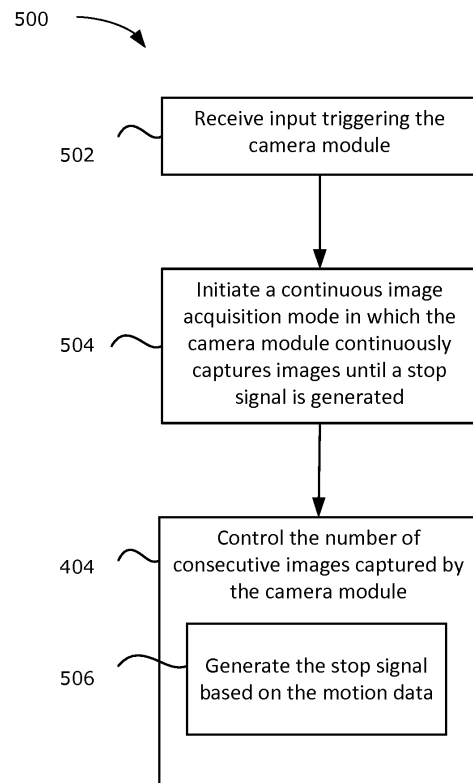 500
Receive input triggering the
camera module
502
Initiate a continuous image
acquisition mode in which the
camera module continuously
captures images until a stop
signal is generated
504
Control the number of
consecutive images captured by
the camera module
404
Generate the stop signal
based on the motion data
506